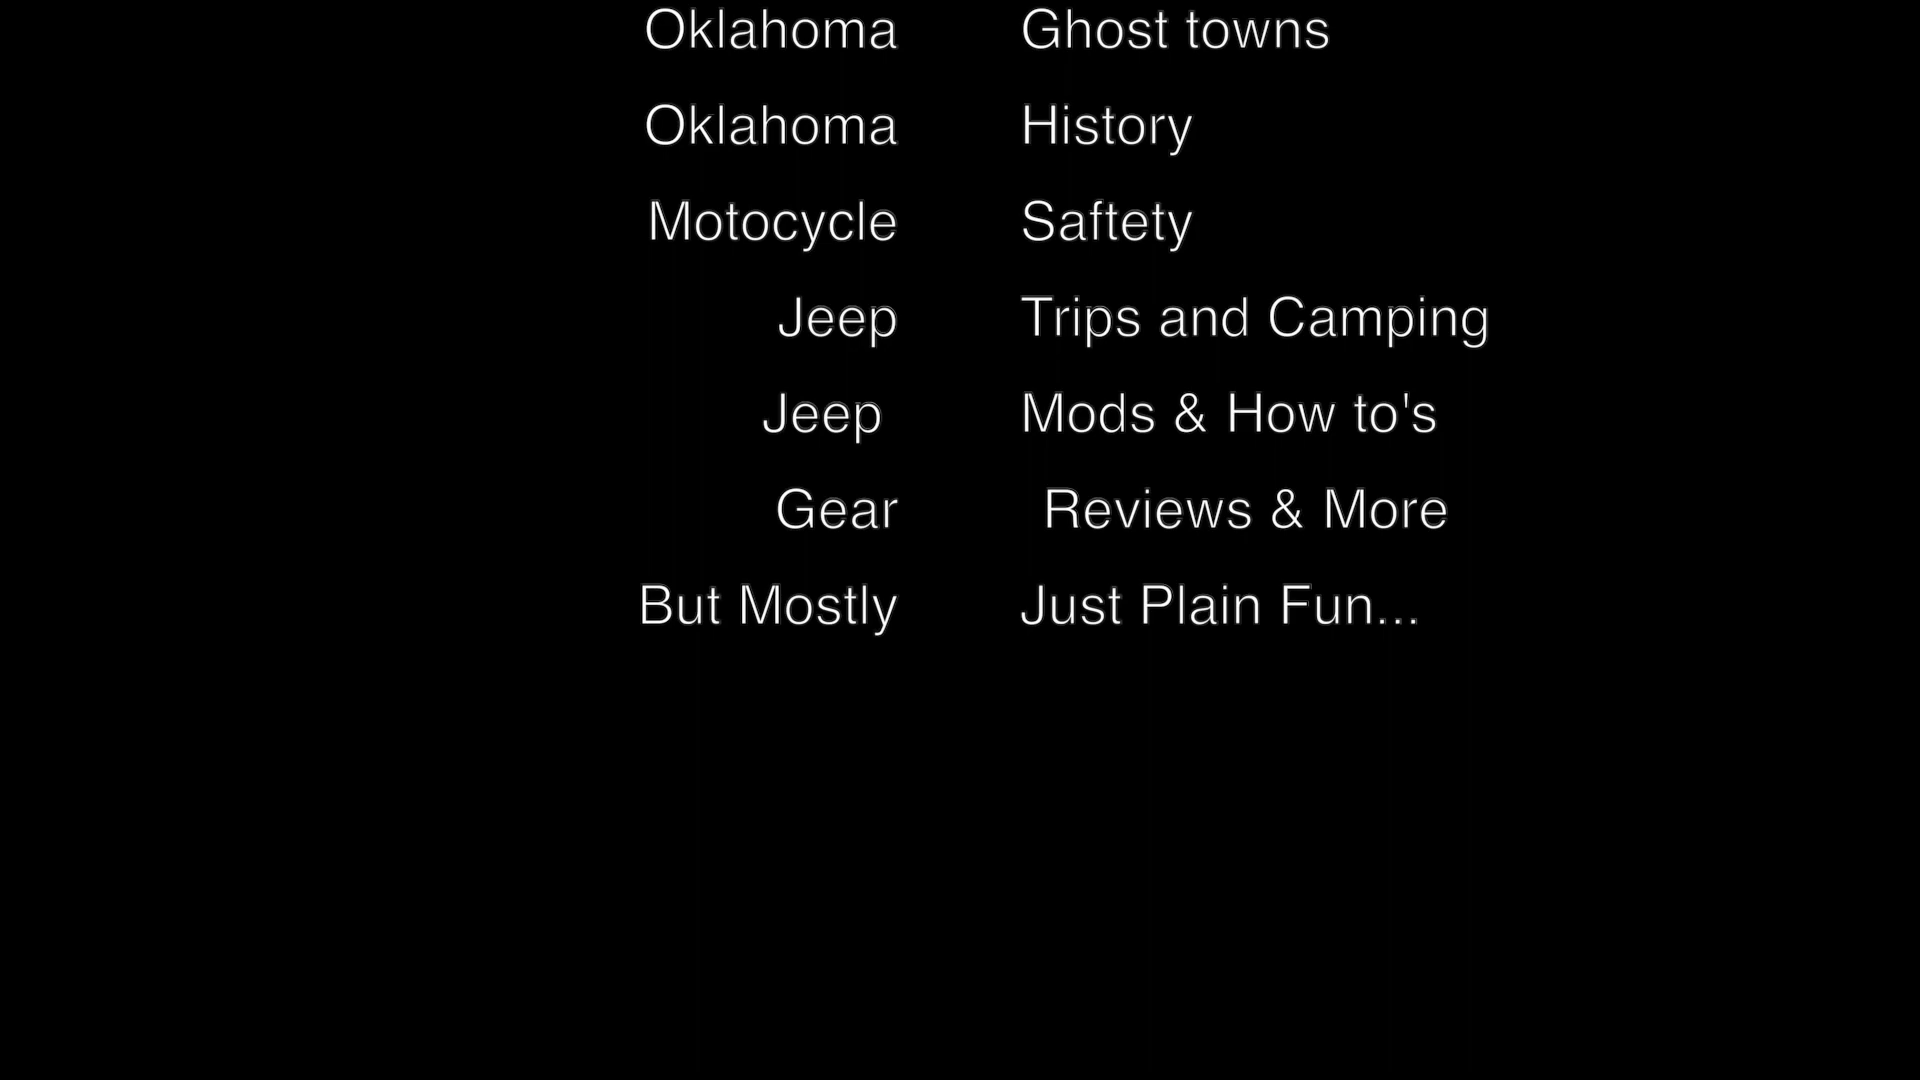 Oklahoma Ghost towns
Oklahoma History
Motocycle Saftety
Jeep Trips and Camping
Jeep Mods & How to's
Gear Reviews & More
But Mostly Just Plain Fun...